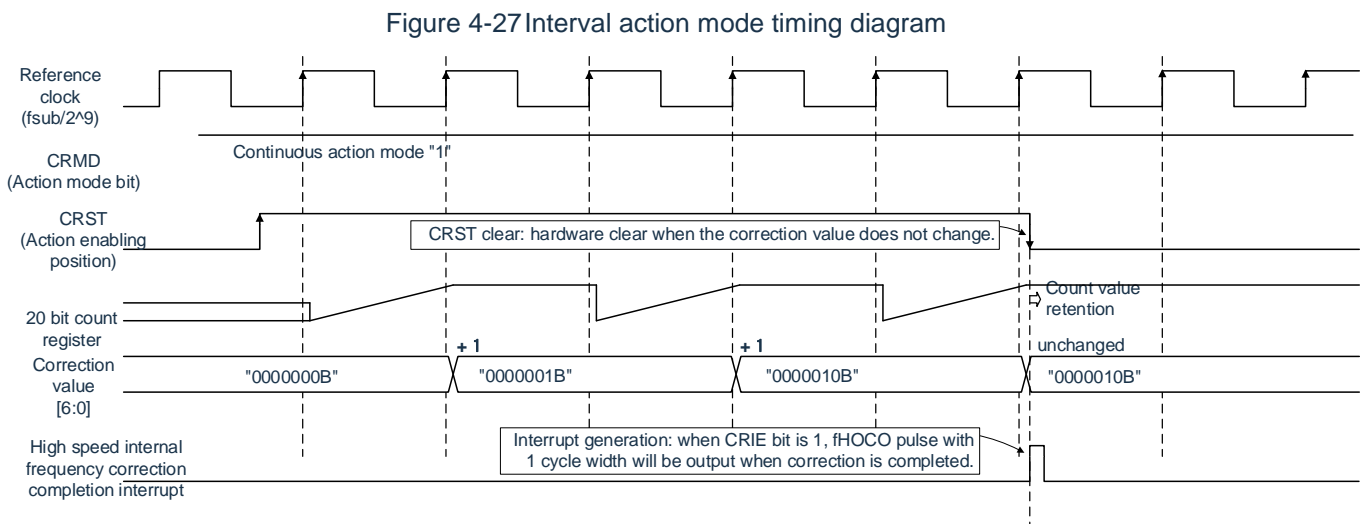 Figure 4-27Interval action mode timing diagram
Reference
clock
(fsub/2^9)
Continuous action mode "1"
CRMD
(Action mode bit)
CRST
(Action enabling
position)
CRST clear: hardware clear when the correction value does not change.
Count value
retention
20 bit count
register
+ 1
+ 1
unchanged
Correction
value
[6:0]
"0000000B"
"0000001B"
"0000010B"
"0000010B"
Interrupt generation: when CRIE bit is 1, fHOCO pulse with
1 cycle width will be output when correction is completed.
High speed internal
frequency correction
completion interrupt